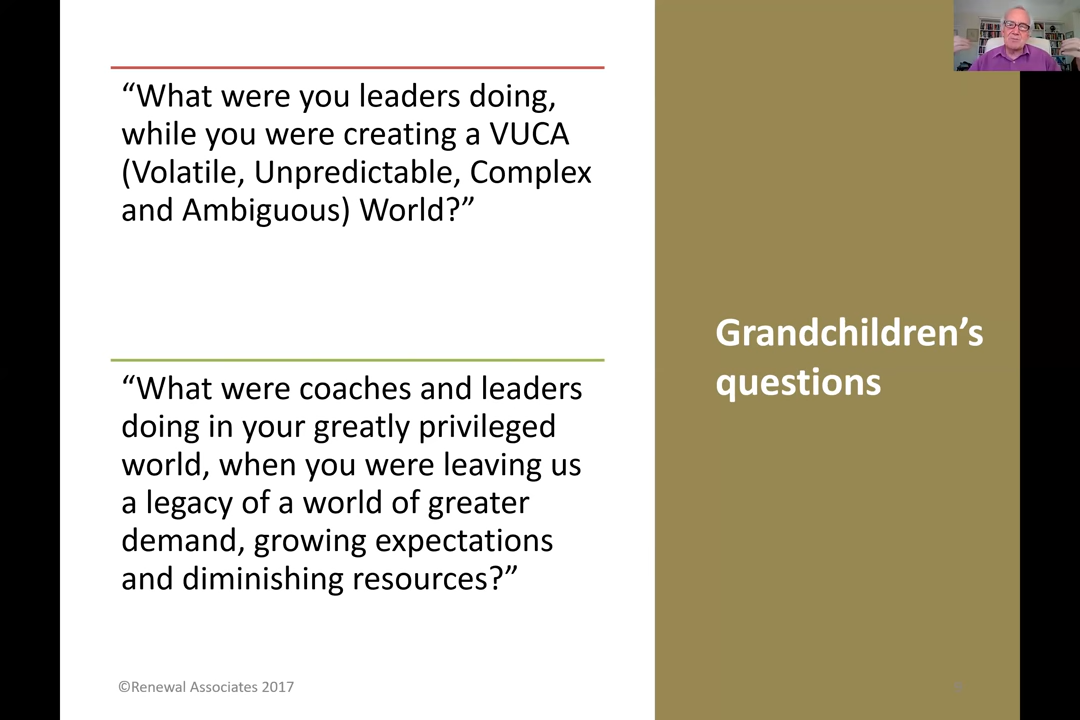 “What were you leaders doing,
while you were creating a VUCA
(Volatile, Unpredictable, Complex
and Ambiguous) World?”
“What were coaches and leaders
doing in your greatly privileged
world, when you were leaving us
a legacy of a world of greater
demand, growing expectations
and diminishing resources?”
Grandchildren’s
questions
©Renewal Associates 2017